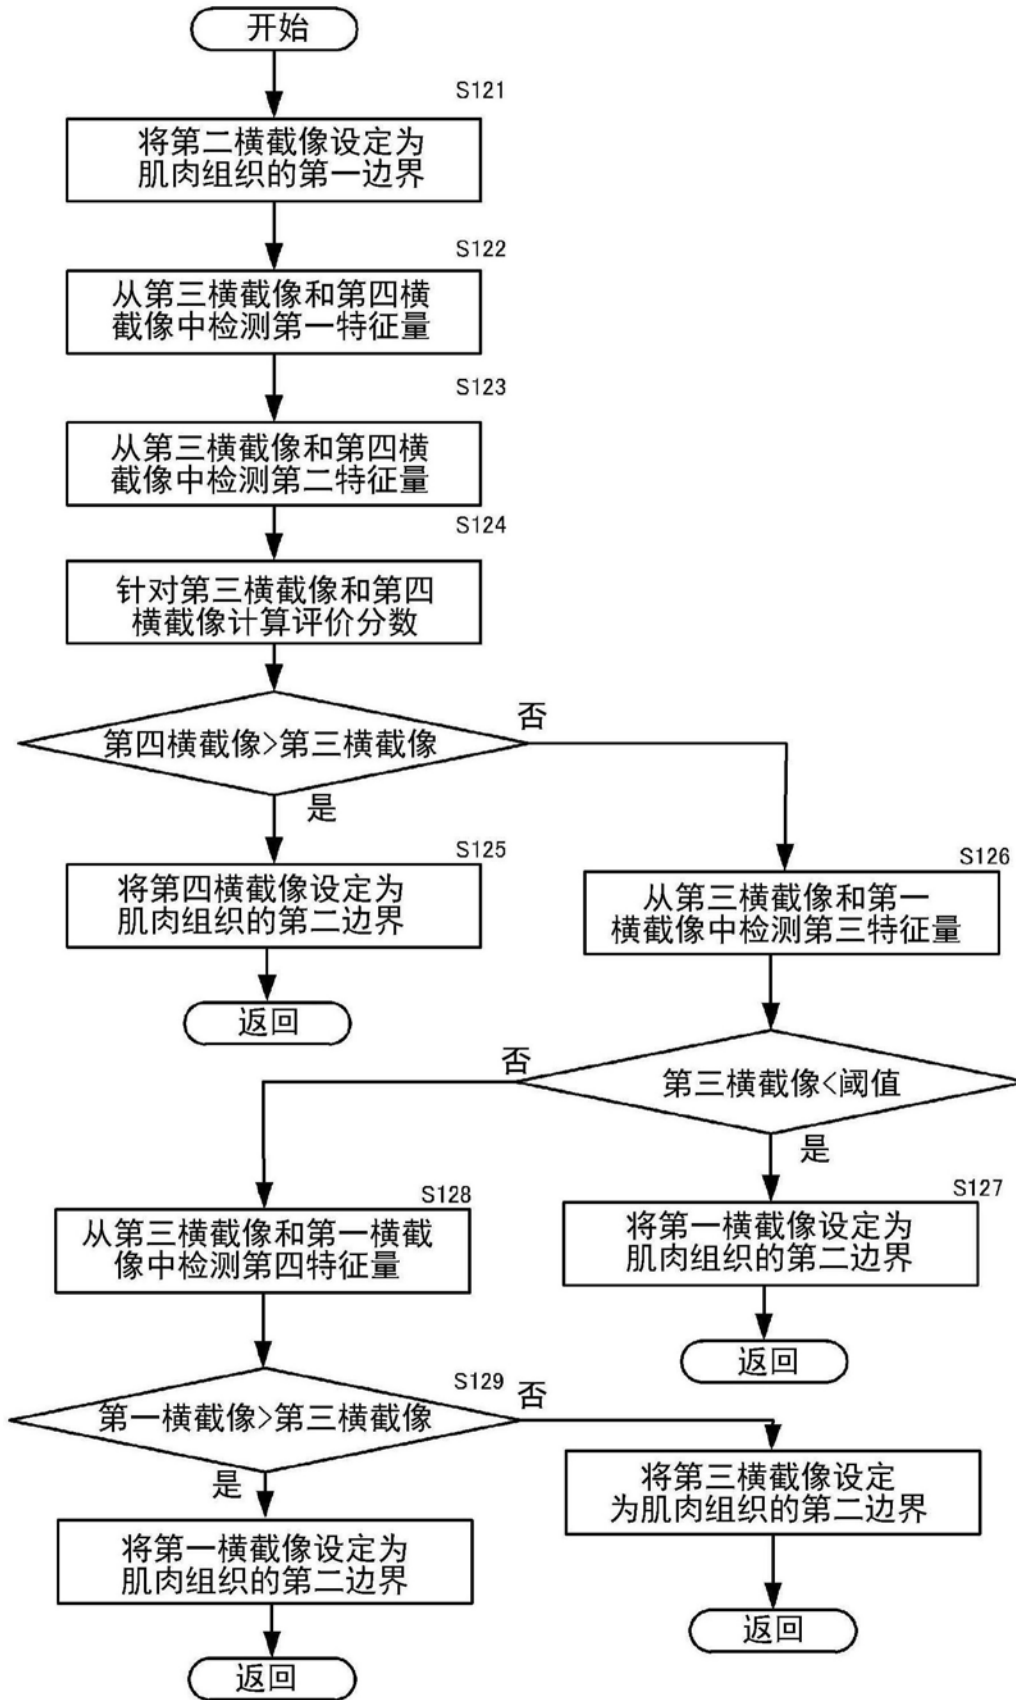 开始
S121
将第二横截像设定为
肌肉组织的第一边界
S122
从第三横截像和第四横
截像中检测第一特征量
S123
从第三横截像和第四横
截像中检测第二特征量
S124
针对第三横截像和第四
横截像计算评价分数
第四横截像>第三横截像
否
是
S125
将第四横截像设定为
肌肉组织的第二边界
返回
S126
从第三横截像和第一
横截像中检测第三特征量
第三横截像<阈值
否
是
S127
将第一横截像设定为
肌肉组织的第二边界
返回
S128
从第三横截像和第一横截
像中检测第四特征量
S129
第一横截像>第三横截像
否
是
将第三横截像设定
为肌肉组织的第二边界
返回
将第一横截像设定为
肌肉组织的第二边界
返回